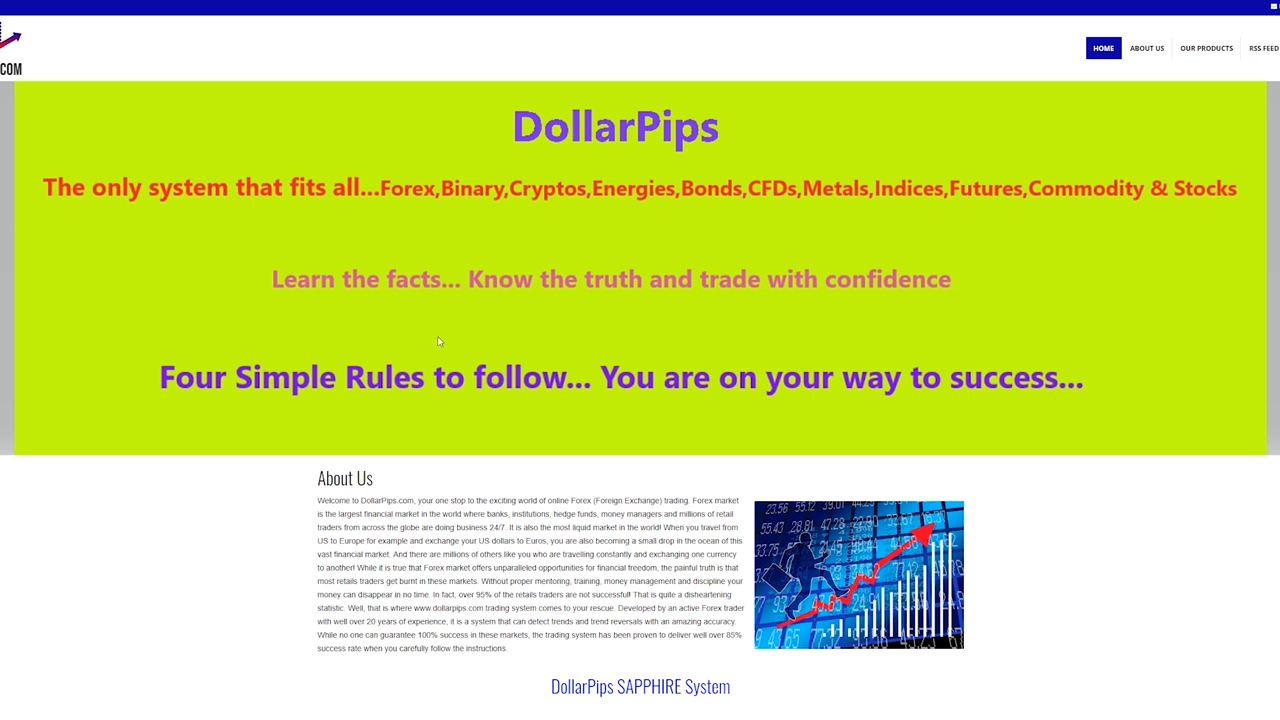 COM
HOME ABOUT US OUR PRODUCTS RSS FEED
DollarPips
The only system that fits all...Forex,Binary,Cryptos,Energies,Bonds,CFDs,Metals,Indices,Futures,Commodity & Stocks
Learn the facts... Know the truth and trade with confidence
Four Simple Rules to follow... You are on your way to success...
About Us
Welcome to DollarPips.com, your one stop to the exciting world of online Forex (Foreign Exchange) trading. Forex market
is the largest financial market in the world where banks, institutions, hedge funds, money managers and millions of retail
traders from across the globe are doing business 24/7. It is also the most liquid market in the world! When you travel from
US to Europe for example and exchange your US dollars to Euros, you are also becoming a small drop in the ocean of this
vast financial market. And there are millions of others like you who are travelling constantly and exchanging one currency
to another! While it is true that Forex market offers unparalleled opportunities for financial freedom, the painful truth is that
most retails traders get burnt in these markets. Without proper mentoring, training, money management and discipline your
money can disappear in no time. In fact, over 95% of the retails traders are not successful! That is quite a disheartening
statistic. Well, that is where www.dollarpips.com trading system comes to your rescue. Developed by an active Forex trader
with well over 20 years of experience, it is a system that can detect trends and trend reversals with an amazing accuracy.
While no one can guarantee 100% success in these markets, the trading system has been proven to deliver well over 85%
success rate when you carefully follow the instructions.
DollarPips SAPPHIRE System